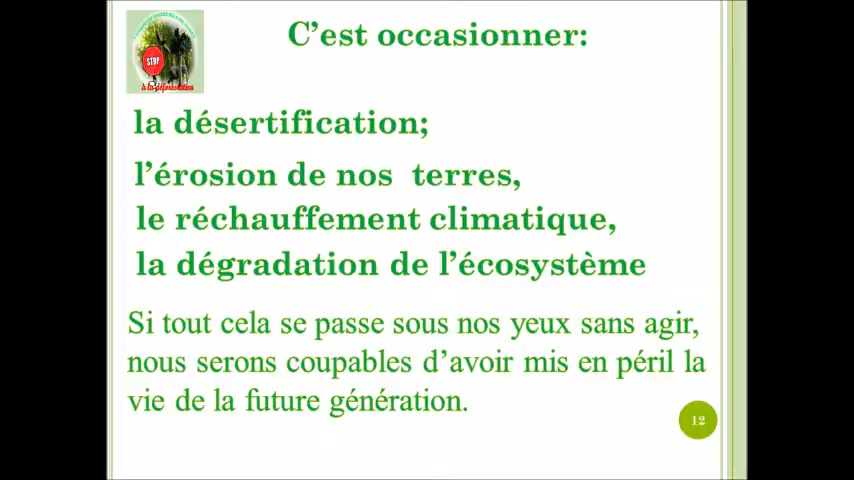 C'est occasionner:
STOP
à la déforestation
la désertification;
l'érosion de nos  terres,
le réchauffement climatique,
la dégradation de l'écosystème
Si tout cela se passe sous nos yeux sans agir,
nous serons coupables d'avoir mis en péril la
vie de la future génération.
12